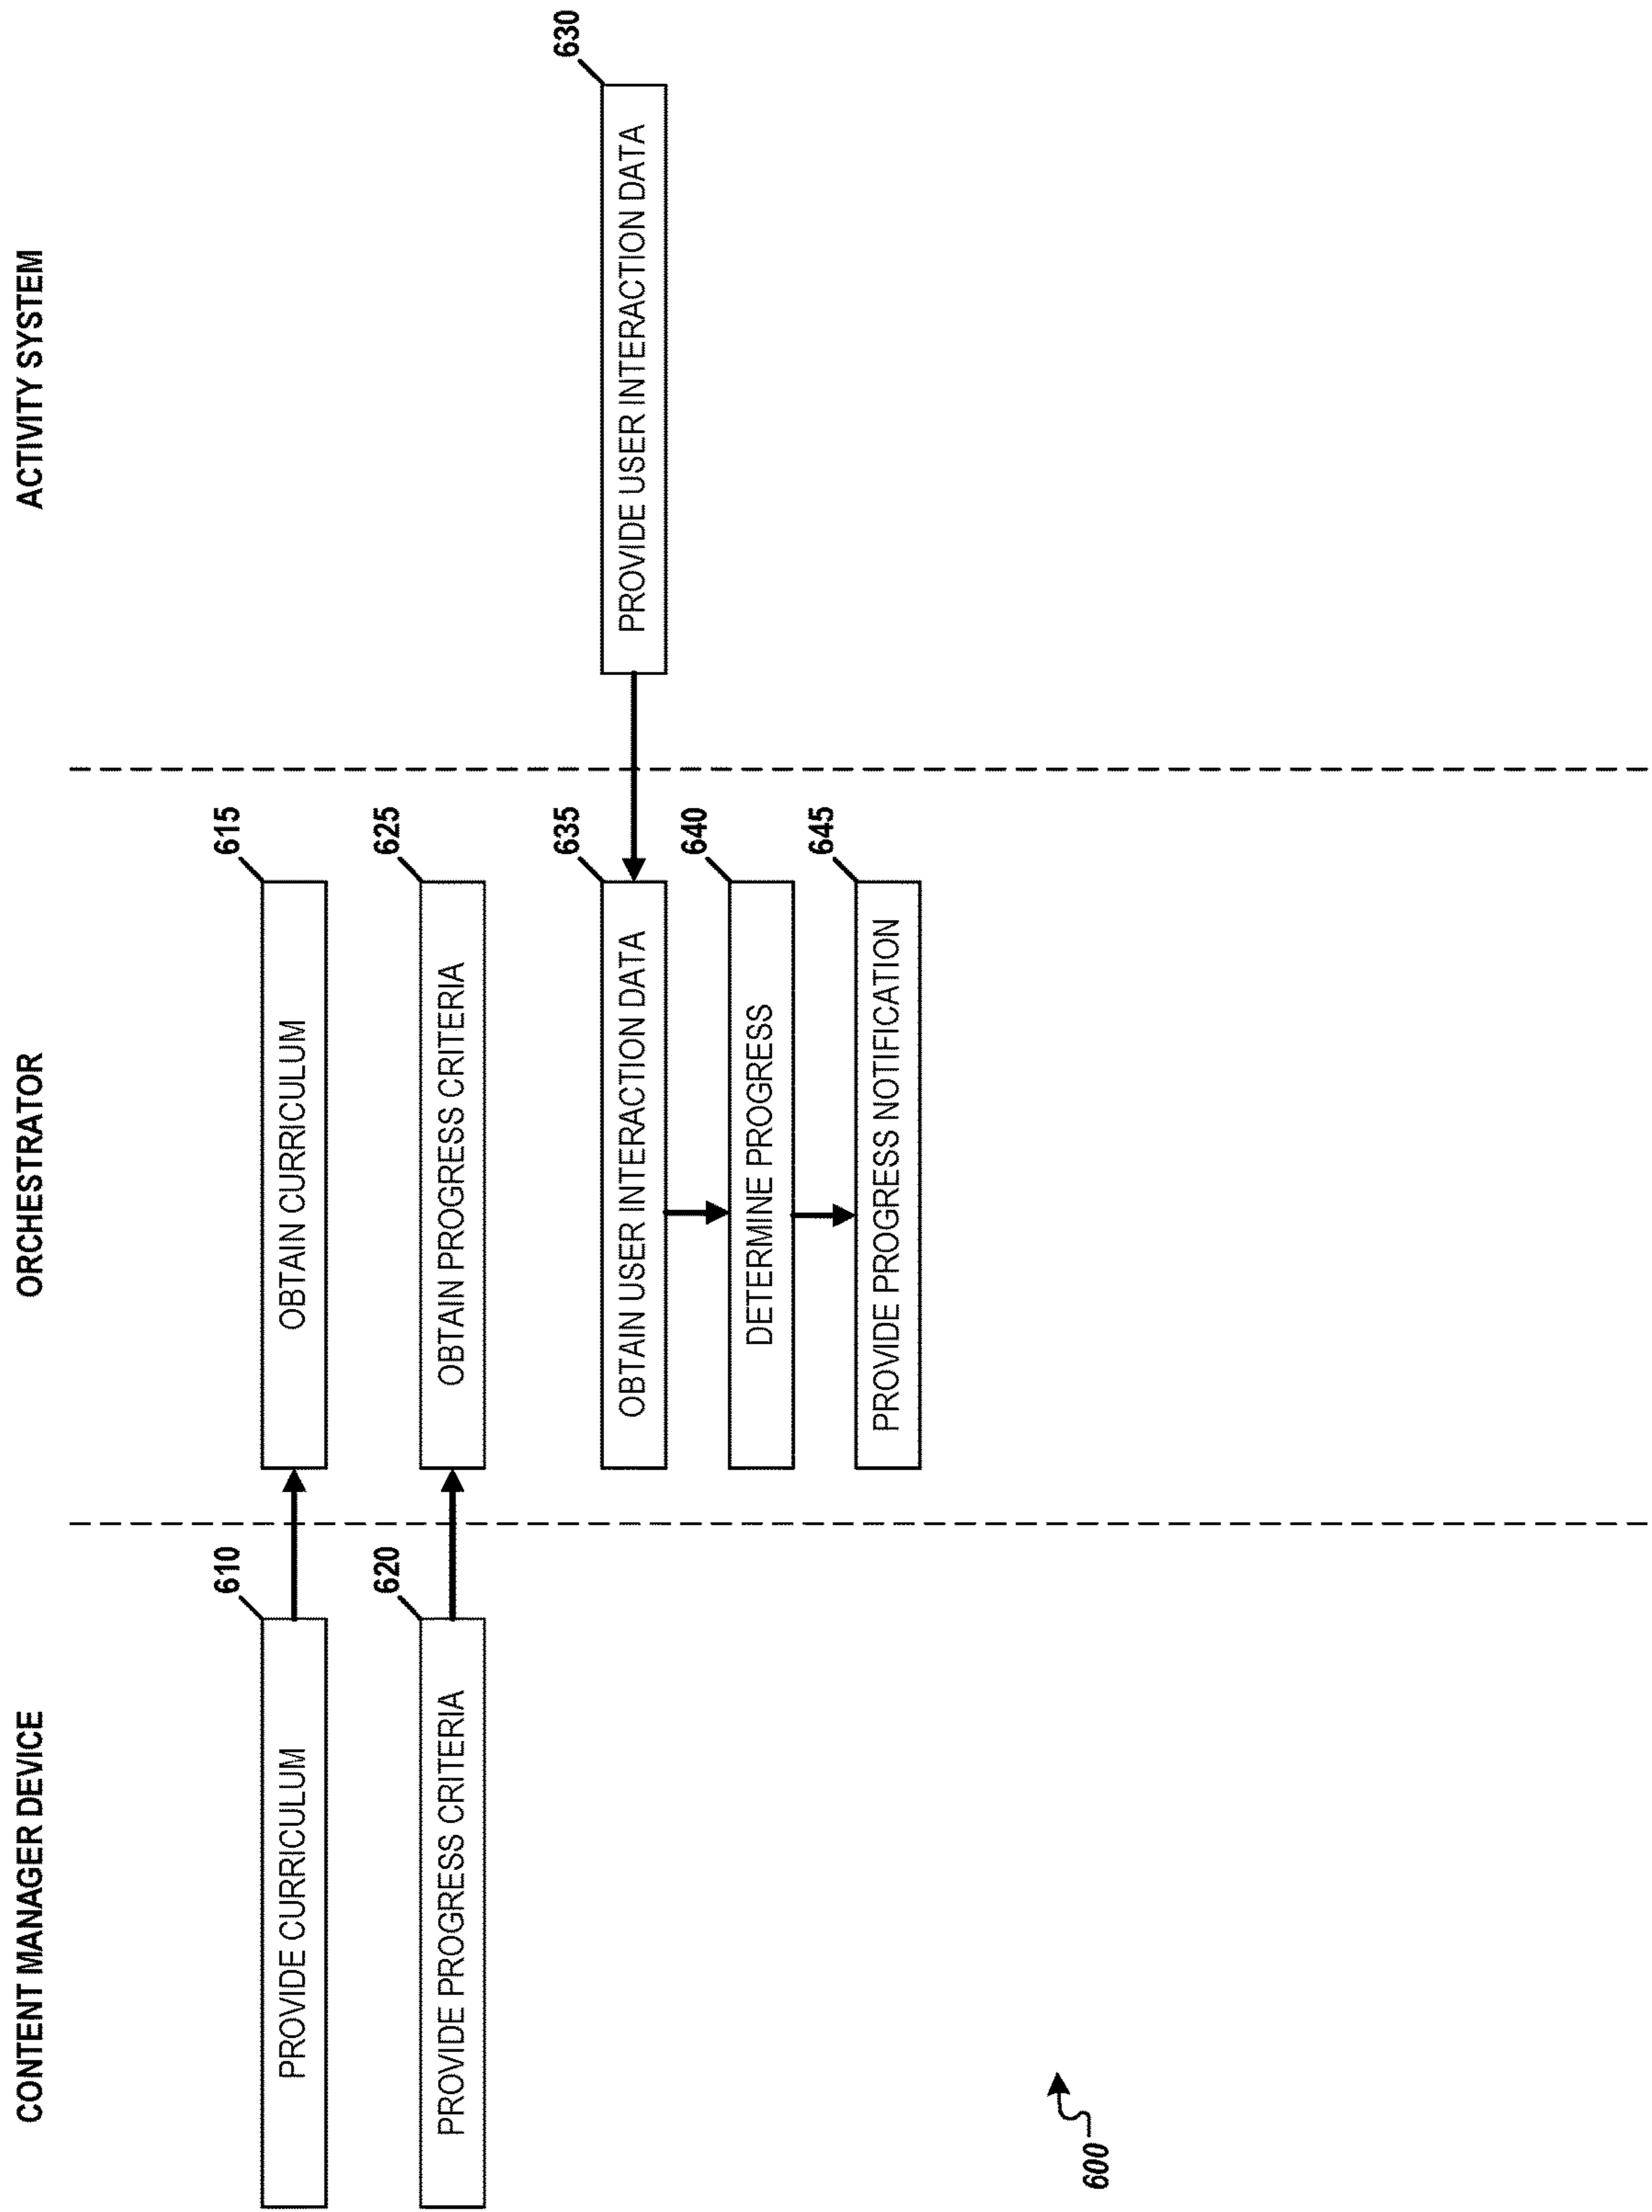 CONTENT MANAGER DEVICE
ORCHESTRATOR
ACTIVITY SYSTEM
610
PROVIDE CURRICULUM
615
OBTAIN CURRICULUM
620
PROVIDE PROGRESS CRITERIA
625
OBTAIN PROGRESS CRITERIA
630
PROVIDE USER INTERACTION DATA
635
OBTAIN USER INTERACTION DATA
640
DETERMINE PROGRESS
645
PROVIDE PROGRESS NOTIFICATION
600